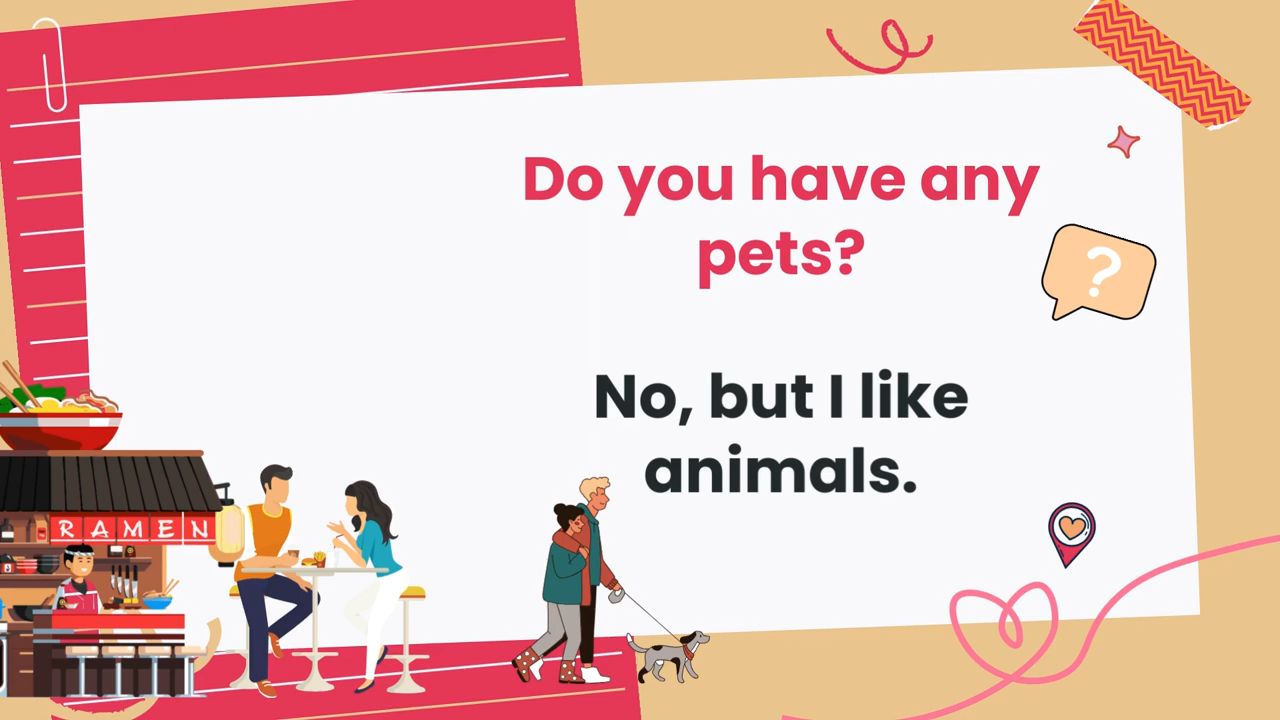 Do you have any
pets?
No, but I like
animals.
?
RAMEN